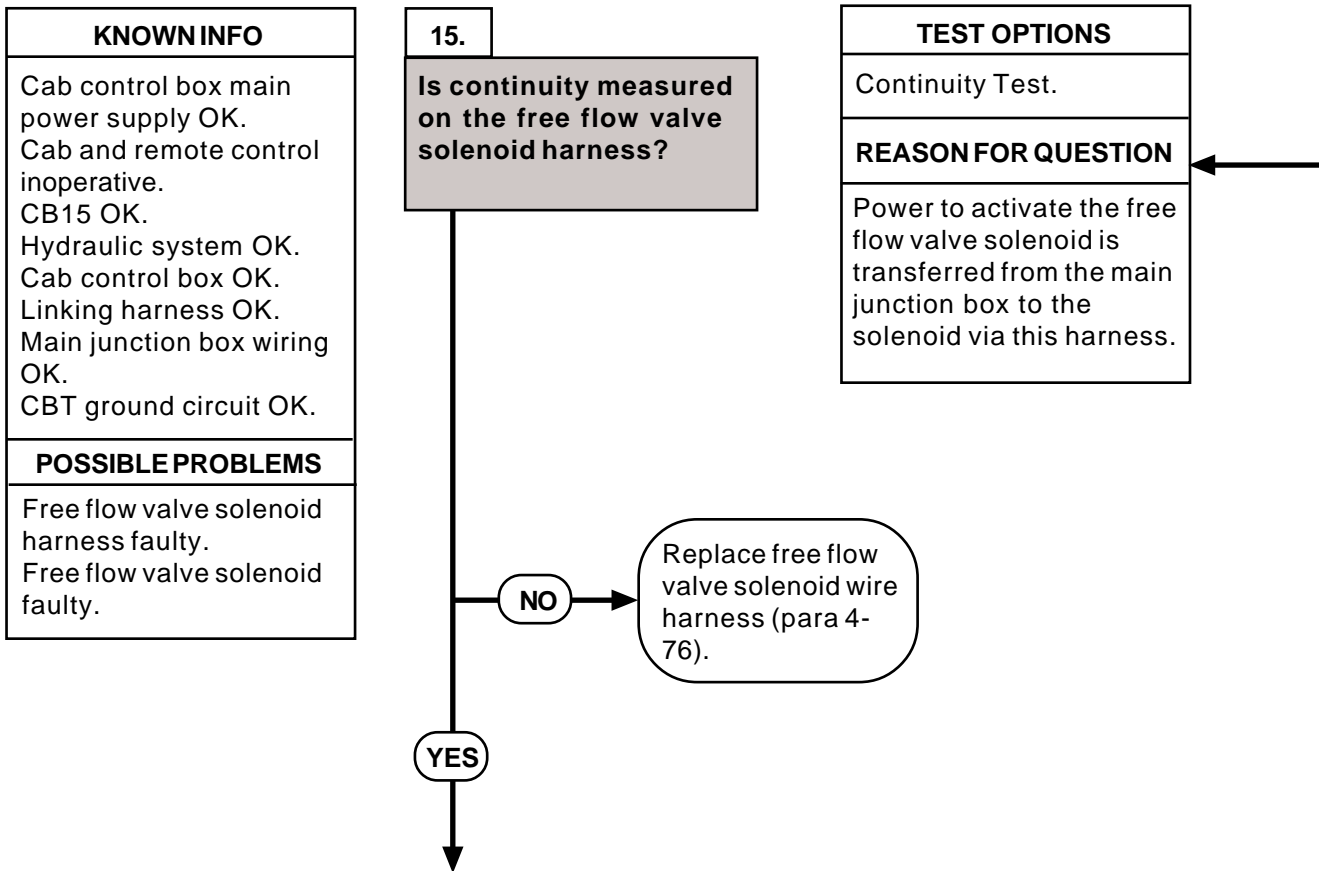 KNOWN INFO
Cab control box main
power supply OK.
Cab and remote control
inoperative.
CB15 OK.
Hydraulic system OK.
Cab control box OK.
Linking harness OK.
Main junction box wiring
OK.
CBT ground circuit OK.
POSSIBLE PROBLEMS
Free flow valve solenoid
harness faulty.
Free flow valve solenoid
faulty.
15.
Is continuity measured
on the free flow valve
solenoid harness?
NO
Replace free flow
valve solenoid wire
harness (para 4-
76).
YES
TEST OPTIONS
Continuity Test.
REASON FOR QUESTION
Power to activate the free
flow valve solenoid is
transferred from the main
junction box to the
solenoid via this harness.